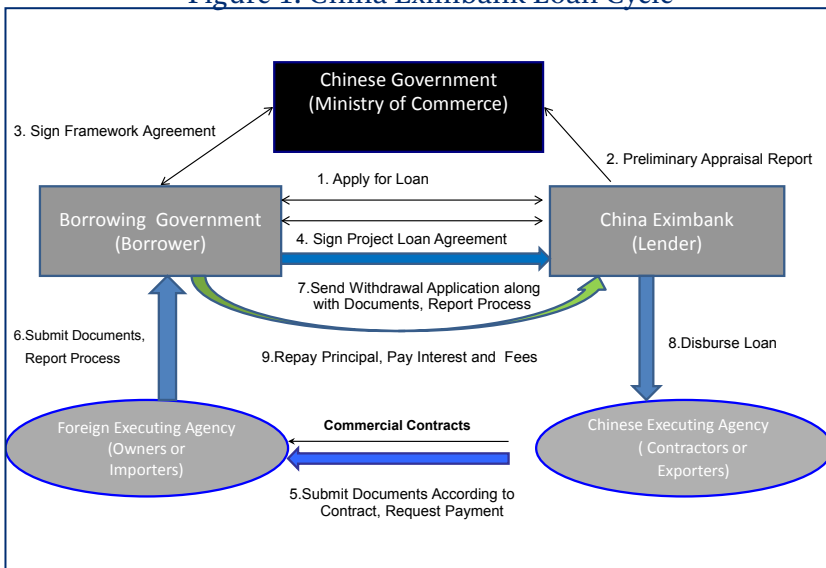 Figure 1. China Eximbank Loan Cycle
Chinese Government
(Ministry of Commerce)
3. Sign Framework Agreement
2. Preliminary Appraisal Report
1. Apply for Loan
Borrowing Government
(Borrower)
China Eximbank
(Lender)
4. Sign Project Loan Agreement
7.Send Withdrawal Application along
with Documents, Report Process
6.Submit Documents,
Report Process
8.Disburse Loan
9.Repay Principal, Pay Interest and Fees
Foreign Executing Agency
(Owners or
Importers)
Commercial Contracts
Chinese Executing Agency
( Contractors or
Exporters)
5.Submit Documents According to
Contract, Request Payment